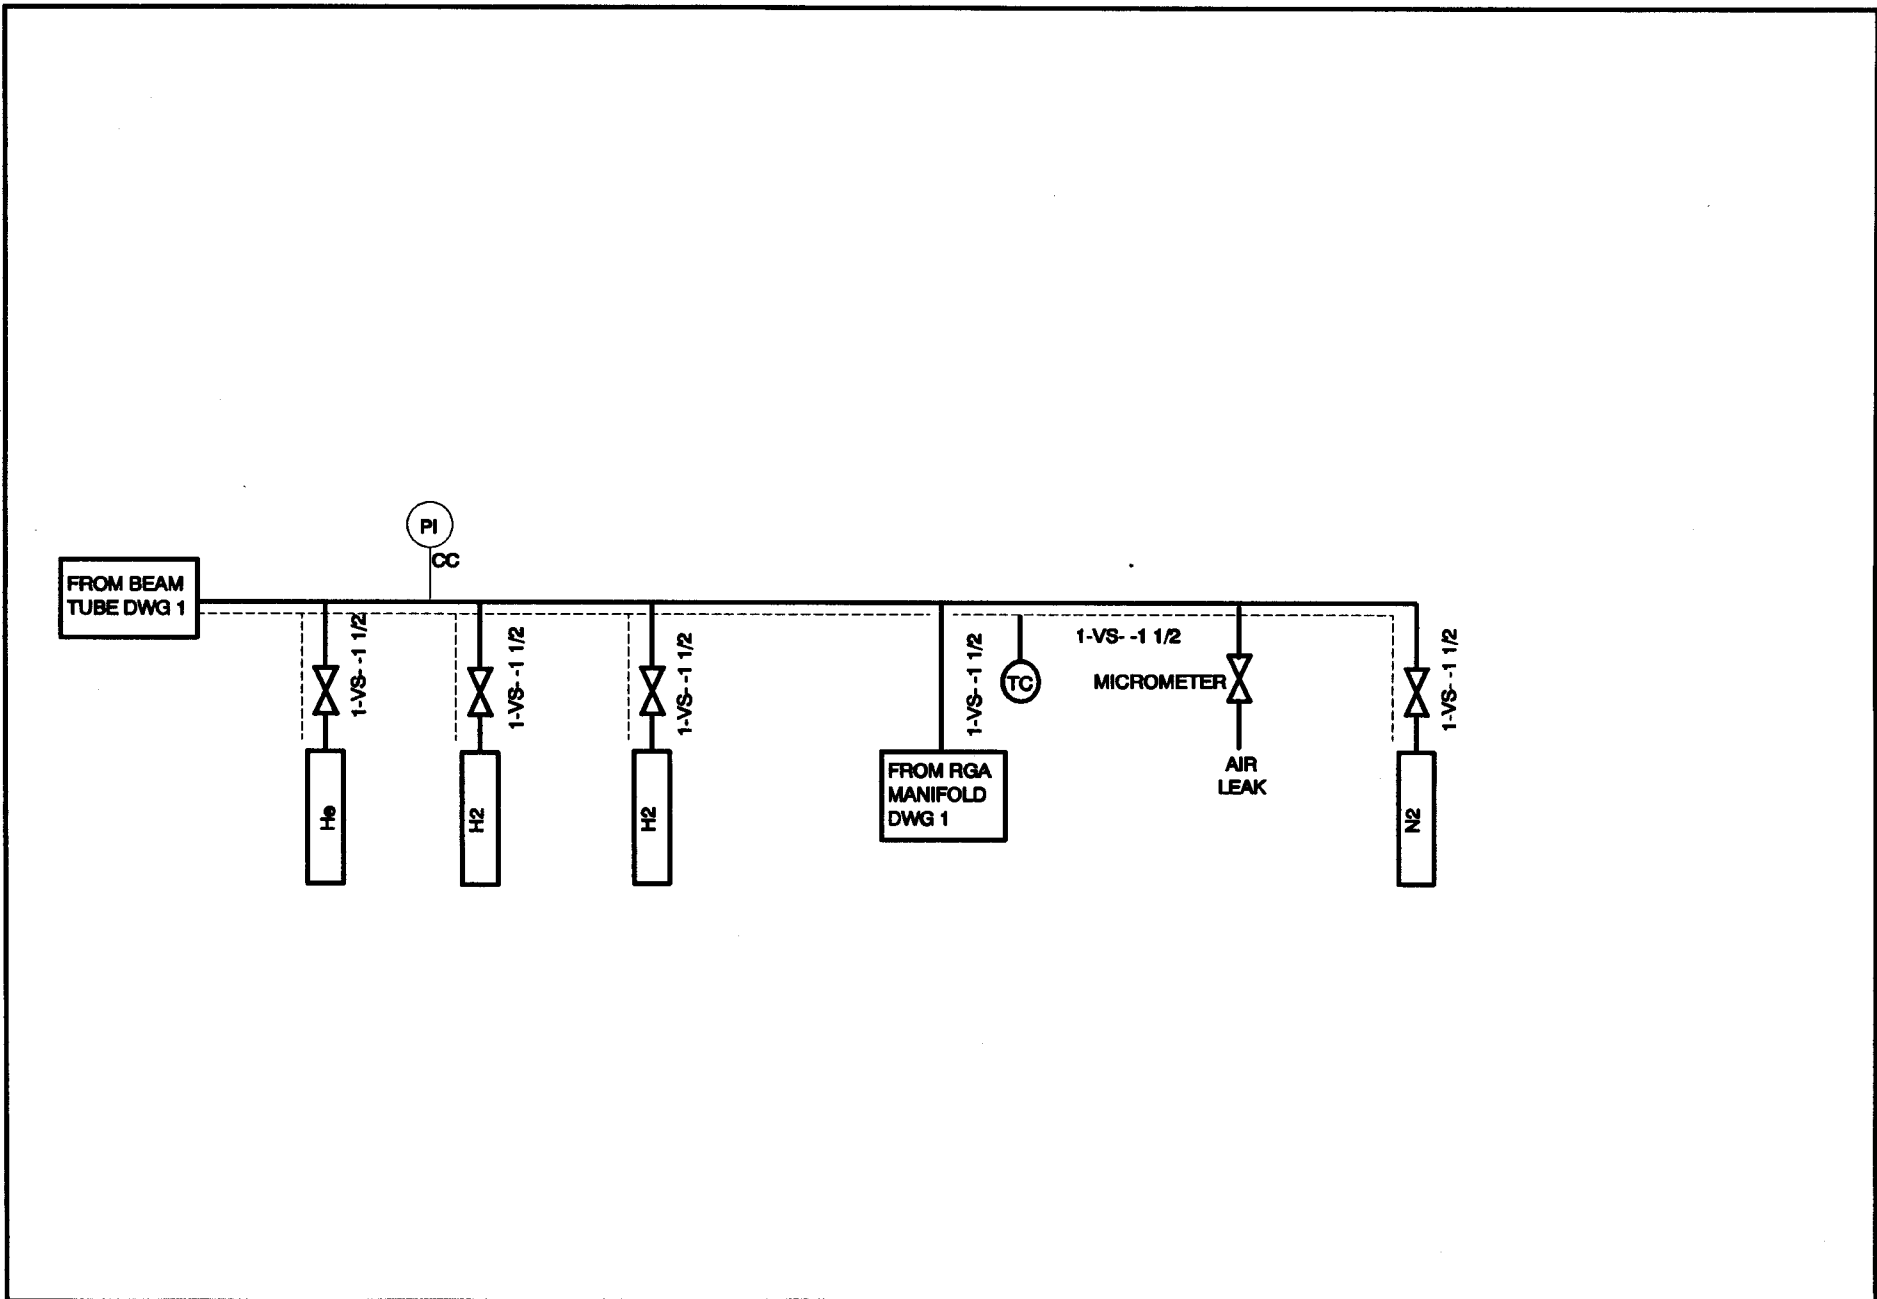 PI
CC
FROM BEAM
TUBE DWG 1
1-VS- -1 1/2
1-VS- -1 1/2
1-VS- -1 1/2
1-VS- -1 1/2
TC
1-VS- -1 1/2
MICROMETER
1-VS- -1 1/2
He
H2
H2
FROM RGA
MANIFOLD
DWG 1
AIR
LEAK
N2